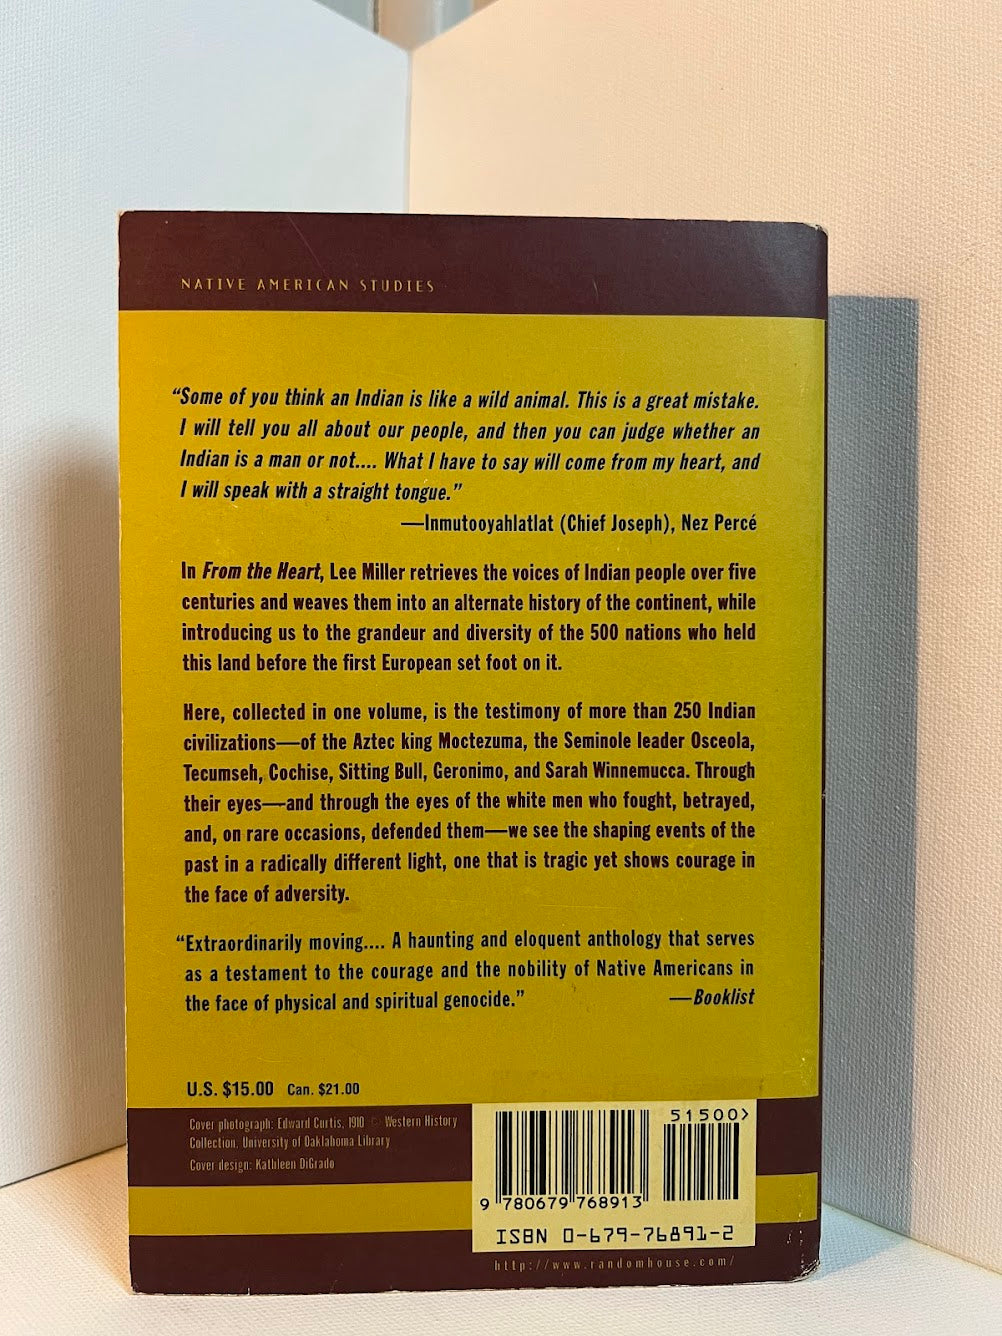 NATIVE AMERICAN STUDIES
“Some of you think an Indian is like a wild animal. This is a great mistake.
I will tell you all about our people, and then you can judge whether an
Indian is a man or not.... What I have to say will come from my heart, and
I will speak with a straight tongue.”
—Inmutooyahlatlat (Chief Joseph), Nez Percé
In From the Heart, Lee Miller retrieves the voices of Indian people over five
centuries and weaves them into an alternate history of the continent, while
introducing us to the grandeur and diversity of the 500 nations who held
this land before the first European set foot on it.
Here, collected in one volume, is the testimony of more than 250 Indian
civilizations—of the Aztec king Moctezuma, the Seminole leader Osceola,
Tecumseh, Cochise, Sitting Bull, Geronimo, and Sarah Winnemucca. Through
their eyes—and through the eyes of the white men who fought, betrayed,
and, on rare occasions, defended them—we see the shaping events of the
past in a radically different light, one that is tragic yet shows courage in
the face of adversity.
“Extraordinarily moving.... A haunting and eloquent anthology that serves
as a testament to the courage and the nobility of Native Americans in
the face of physical and spiritual genocide.” —Booklist
U.S. $15.00 Can. $21.00
Cover photograph: Edward Curtis, 1910 © Western History
Collection, University of Oaklahoma Library
Cover design: Kathleen DiGrado
51500>
9 780679 768913
ISBN 0-679-76891-2
http://www.randomhouse.com/